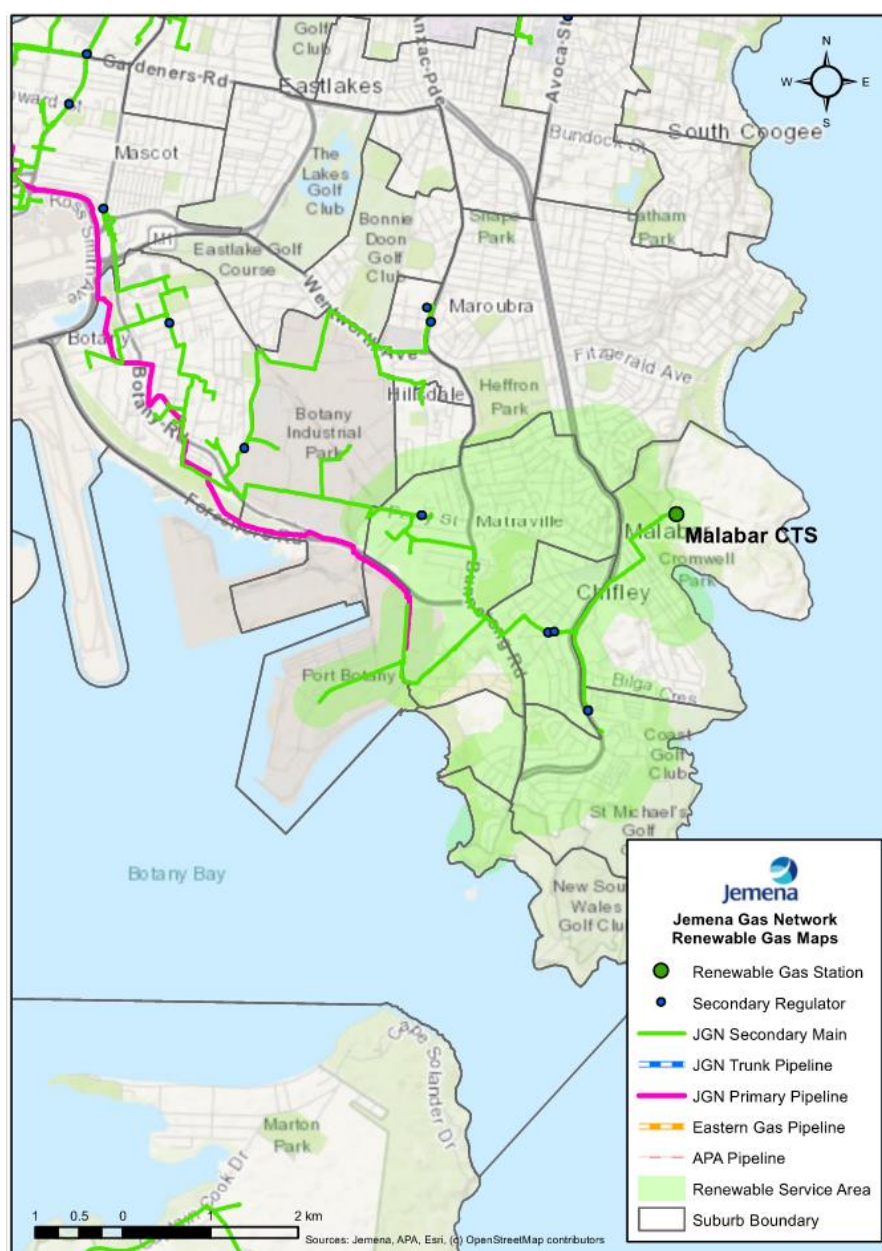 Golf
Club
Anzac-Pde
Avoca-St
N
W
E
S
Gardeners-Rd
Eastlakes
Bundock St
South Coogee
Mascot
The
Lakes
Golf
Club
Ross Smith Ave
M1
Eastlake Golf
Course
Bonnie
Doon
Golf
Club
Snape
Park
Latham
Park
Wentworth Ave
Maroubra
Botany
Botany-Rd
Fitzgerald Ave
Hillsdale
Heffron
Park
Botany
Industrial
Park
Foreshore Rd
Matraville
Malabar
Malabar CTS
Cromwell
Park
Chifley
Bunnerong Rd
Port Botany
Bilga Cres
Coast
Golf
Club
St Michael's
Golf
Botany Bay
New Sou
Wales
Golf Clu
Cape Solander Dr
Marton
Park
Cook Dr
Jemena
Jemena Gas Network
Renewable Gas Maps
Renewable Gas Station
Secondary Regulator
JGN Secondary Main
JGN Trunk Pipeline
JGN Primary Pipeline
Eastern Gas Pipeline
APA Pipeline
Renewable Service Area
Suburb Boundary
1 0.5 0 1 2 km
Sources: Jemena, APA, Esri, (c) OpenStreetMap contributors